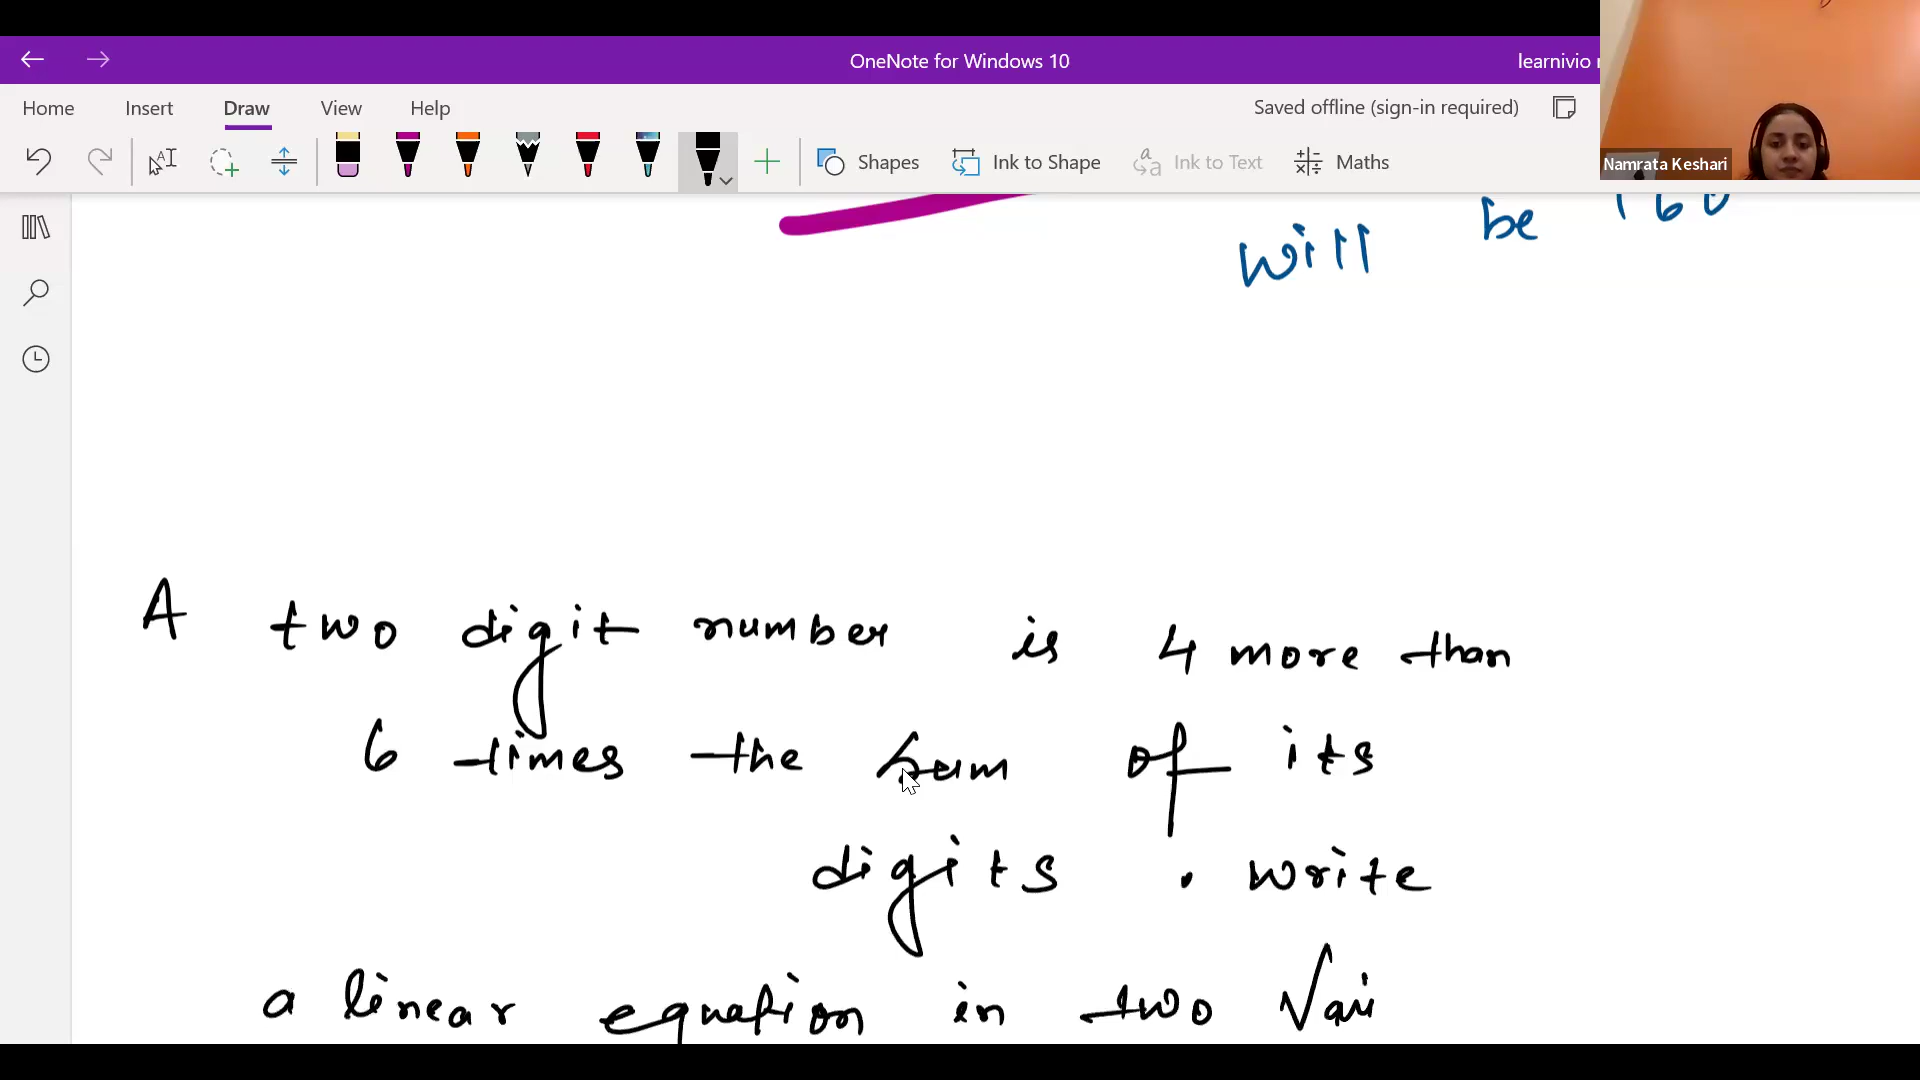 OneNote for Windows 10
learnivio
Home Insert Draw View Help
Saved offline (sign-in required)
Shapes Ink to Shape Ink to Text Maths
Namrata Keshari
will be 160
A two digit number is 4 more than
6 times the sum of its
digits . write
a linear equation in two Vari